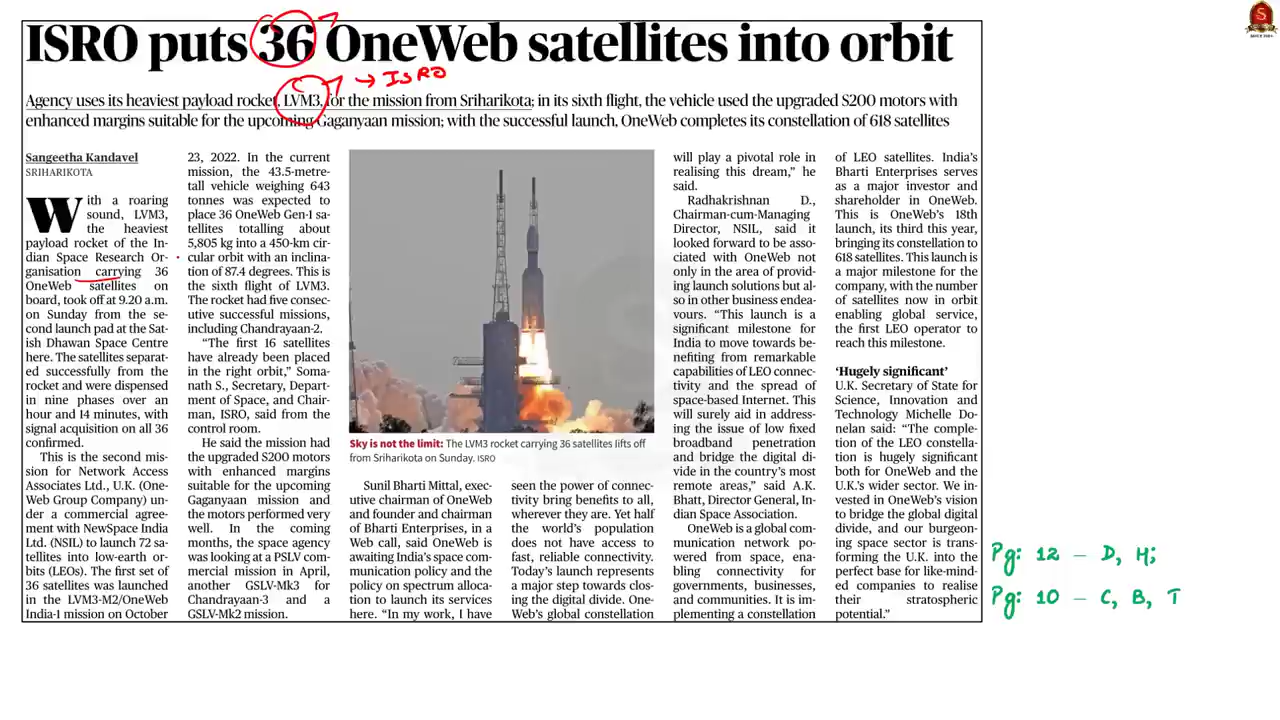 ISRO puts 36 OneWeb satellites into orbit
→ ISRO
Agency uses its heaviest payload rocket, LVM3, for the mission from Sriharikota; in its sixth flight, the vehicle used the upgraded S200 motors with
enhanced margins suitable for the upcoming Gaganyaan mission; with the successful launch, OneWeb completes its constellation of 618 satellites
Sangeetha Kandavel
SRIHARIKOTA
With a roaring
sound, LVM3,
the heaviest
payload rocket of the In-
dian Space Research Or-
ganisation carrying 36
OneWeb satellites on
board, took off at 9.20 a.m.
on Sunday from the se-
cond launch pad at the Sat-
ish Dhawan Space Centre
here. The satellites separat-
ed successfully from the
rocket and were dispensed
in nine phases over an
hour and 14 minutes, with
signal acquisition on all 36
confirmed.
This is the second mis-
sion for Network Access
Associates Ltd., U.K. (One-
Web Group Company) un-
der a commercial agree-
ment with NewSpace India
Ltd. (NSIL) to launch 72 sa-
tellites into low-earth or-
bits (LEOs). The first set of
36 satellites was launched
in the LVM3-M2/OneWeb
India-1 mission on October
23, 2022. In the current
mission, the 43.5-metre-
tall vehicle weighing 643
tonnes was expected to
place 36 OneWeb Gen-1 sa-
tellites totalling about
5,805 kg into a 450-km cir-
cular orbit with an inclina-
tion of 87.4 degrees. This is
the sixth flight of LVM3.
The rocket had five consec-
utive successful missions,
including Chandrayaan-2.
“The first 16 satellites
have already been placed
in the right orbit,” Soma-
nath S., Secretary, Depart-
ment of Space, and Chair-
man, ISRO, said from the
control room.
He said the mission had
the upgraded S200 motors
with enhanced margins
suitable for the upcoming
Gaganyaan mission and
the motors performed very
well. In the coming
months, the space agency
was looking at a PSLV com-
mercial mission in April,
another GSLV-Mk3 for
Chandrayaan-3 and a
GSLV-Mk2 mission.
Sky is not the limit: The LVM3 rocket carrying 36 satellites lifts off
from Sriharikota on Sunday. ISRO
Sunil Bharti Mittal, exec-
utive chairman of OneWeb
and founder and chairman
of Bharti Enterprises, in a
Web call, said OneWeb is
awaiting India’s space com-
munication policy and the
policy on spectrum alloca-
tion to launch its services
here. “In my work, I have
seen the power of connec-
tivity bring benefits to all,
wherever they are. Yet half
the world’s population
does not have access to
fast, reliable connectivity.
Today’s launch represents
a major step towards clos-
ing the digital divide. One-
Web’s global constellation
will play a pivotal role in
realising this dream,” he
said.
Radhakrishnan D.,
Chairman-cum-Managing
Director, NSIL, said it
looked forward to be asso-
ciated with OneWeb not
only in the area of provid-
ing launch solutions but al-
so in other business endea-
vours. “This launch is a
significant milestone for
India to move towards be-
nefiting from remarkable
capabilities of LEO connec-
tivity and the spread of
space-based Internet. This
will surely aid in address-
ing the issue of low fixed
broadband penetration
and bridge the digital di-
vide in the country’s most
remote areas,” said A.K.
Bhatt, Director General, In-
dian Space Association.
OneWeb is a global com-
munication network po-
wered from space, ena-
bling connectivity for
governments, businesses,
and communities. It is im-
plementing a constellation
of LEO satellites. India’s
Bharti Enterprises serves
as a major investor and
shareholder in OneWeb.
This is OneWeb’s 18th
launch, its third this year,
bringing its constellation to
618 satellites. This launch is
a major milestone for the
company, with the number
of satellites now in orbit
enabling global service,
the first LEO operator to
reach this milestone.
‘Hugely significant’
U.K. Secretary of State for
Science, Innovation and
Technology Michelle Do-
nelan said: “The comple-
tion of the LEO constella-
tion is hugely significant
both for OneWeb and the
U.K.’s wider sector. We in-
vested in OneWeb’s vision
to bridge the global digital
divide, and our burgeon-
ing space sector is trans-
forming the U.K. into the
perfect base for like-mind-
ed companies to realise
their stratospheric
potential.”
Pg: 12 – D, H;
Pg: 10 – C, B, T